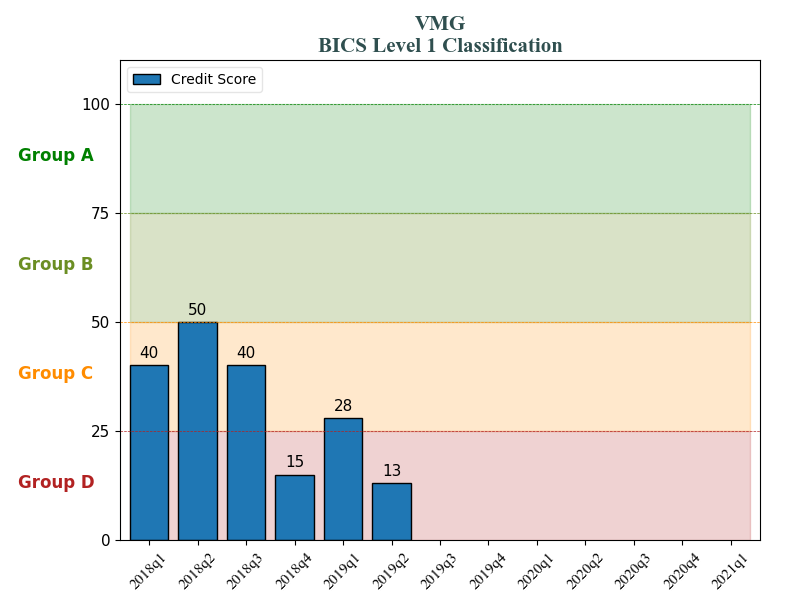 VMG
BICS Level 1 Classification
Credit Score
100
Group A
75
Group B
50
50
40
40
Group C
28
25
15
13
Group D
0
2018q1
2018q2
2018q3
2018q4
2019q1
2019q2
2019q3
2019q4
2020q1
2020q2
2020q3
2020q4
2021q1